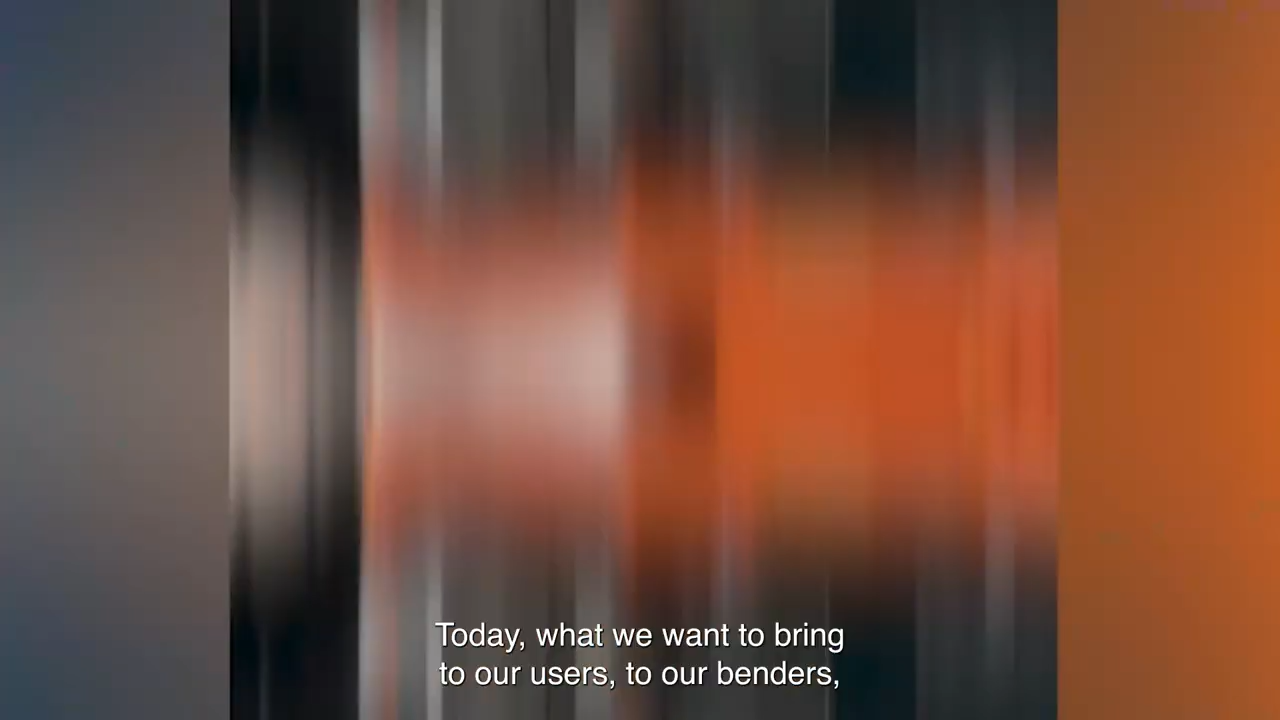 Today, what we want to bring
to our users, to our benders,